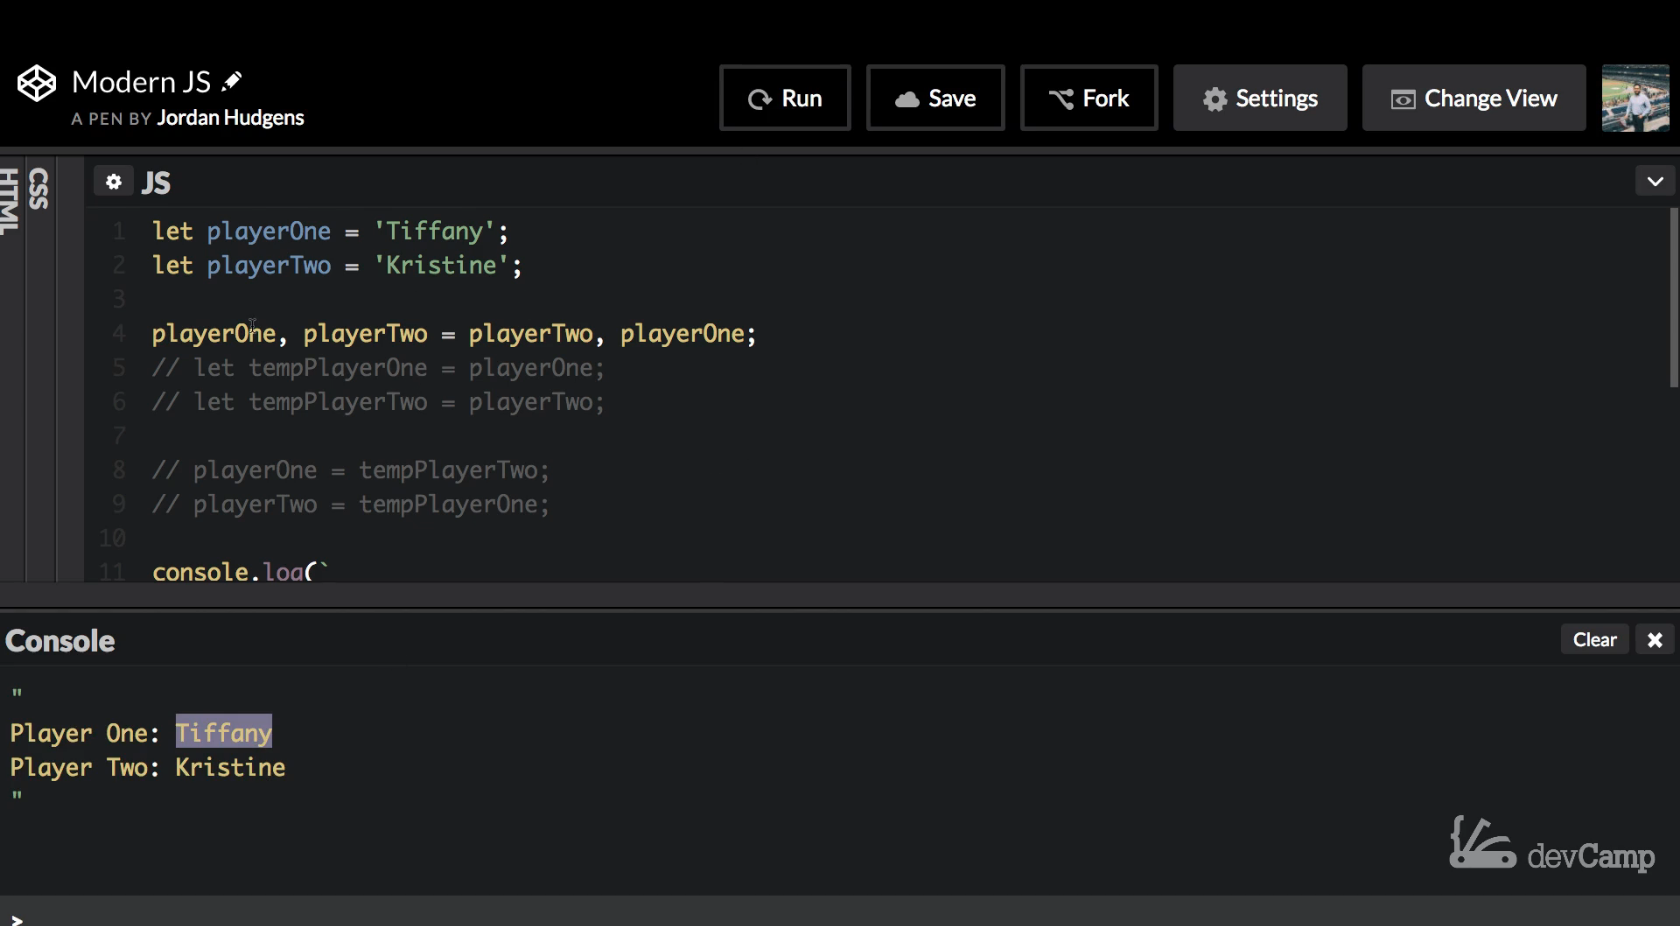 Modern JS
A PEN BY Jordan Hudgens
Run
Save
Fork
Settings
Change View
HTML
CSS
JS
1 let playerOne = 'Tiffany';
2 let playerTwo = 'Kristine';
3
4 playerOne, playerTwo = playerTwo, playerOne;
5 // let tempPlayerOne = playerOne;
6 // let tempPlayerTwo = playerTwo;
7
8 // playerOne = tempPlayerTwo;
9 // playerTwo = tempPlayerOne;
10
11 console.log(`
Console
Clear
"
Player One: Tiffany
Player Two: Kristine
"
devCamp
>